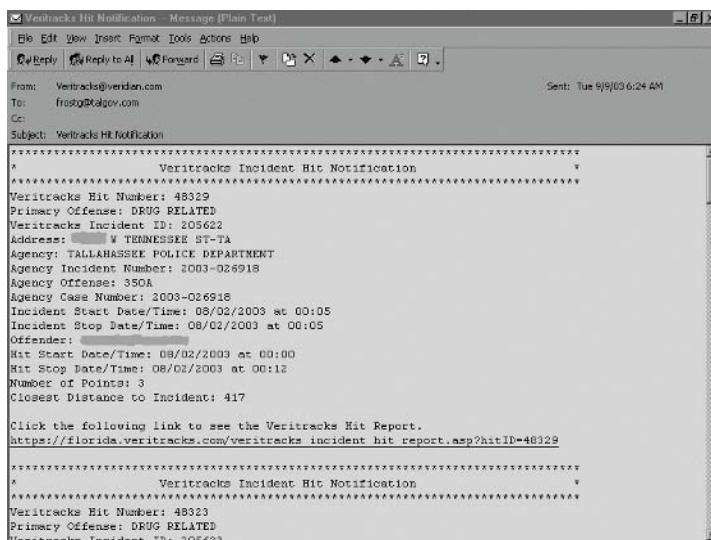 Veritracks Hit Notification - Message (Plain Text)
File Edit View Insert Format Tools Actions Help
Reply Reply to All Forward
From: Veritracks@veridian.com Sent: Tue 9/9/03 6:24 AM
To: frostg@talgov.com
Cc:
Subject: Veritracks Hit Notification
* Veritracks Incident Hit Notification *
Veritracks Hit Number: 48329
Primary Offense: DRUG RELATED
Veritracks Incident ID: 205622
Address: W TENNESSEE ST-TA
Agency: TALLAHASSEE POLICE DEPARTMENT
Agency Incident Number: 2003-026918
Agency Offense: 350A
Agency Case Number: 2003-026918
Incident Start Date/Time: 08/02/2003 at 00:05
Incident Stop Date/Time: 08/02/2003 at 00:05
Offender:
Hit Start Date/Time: 08/02/2003 at 00:00
Hit Stop Date/Time: 08/02/2003 at 00:12
Number of Points: 3
Closest Distance to Incident: 417
Click the following link to see the Veritracks Hit Report.
https://florida.veritracks.com/veritracks_incident_hit_report.asp?hitID=48329
* Veritracks Incident Hit Notification *
Veritracks Hit Number: 48323
Primary Offense: DRUG RELATED
Veritracks Incident ID: 205623